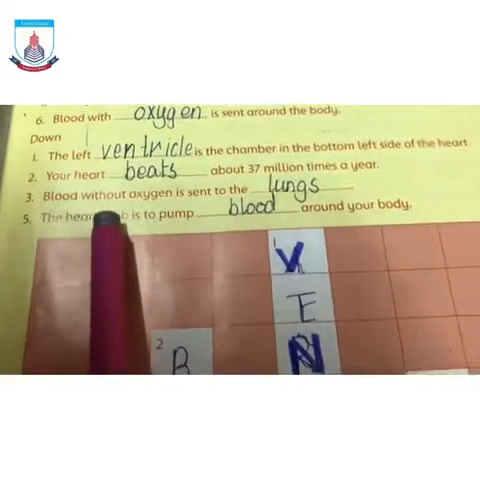 6. Blood with oxygen is sent around the body.
Down
1. The left ventricle is the chamber in the bottom left side of the heart.
2. Your heart beats about 37 million times a year.
3. Blood without oxygen is sent to the lungs
5. The hear b is to pump blood around your body.
1
V
E
2 B N